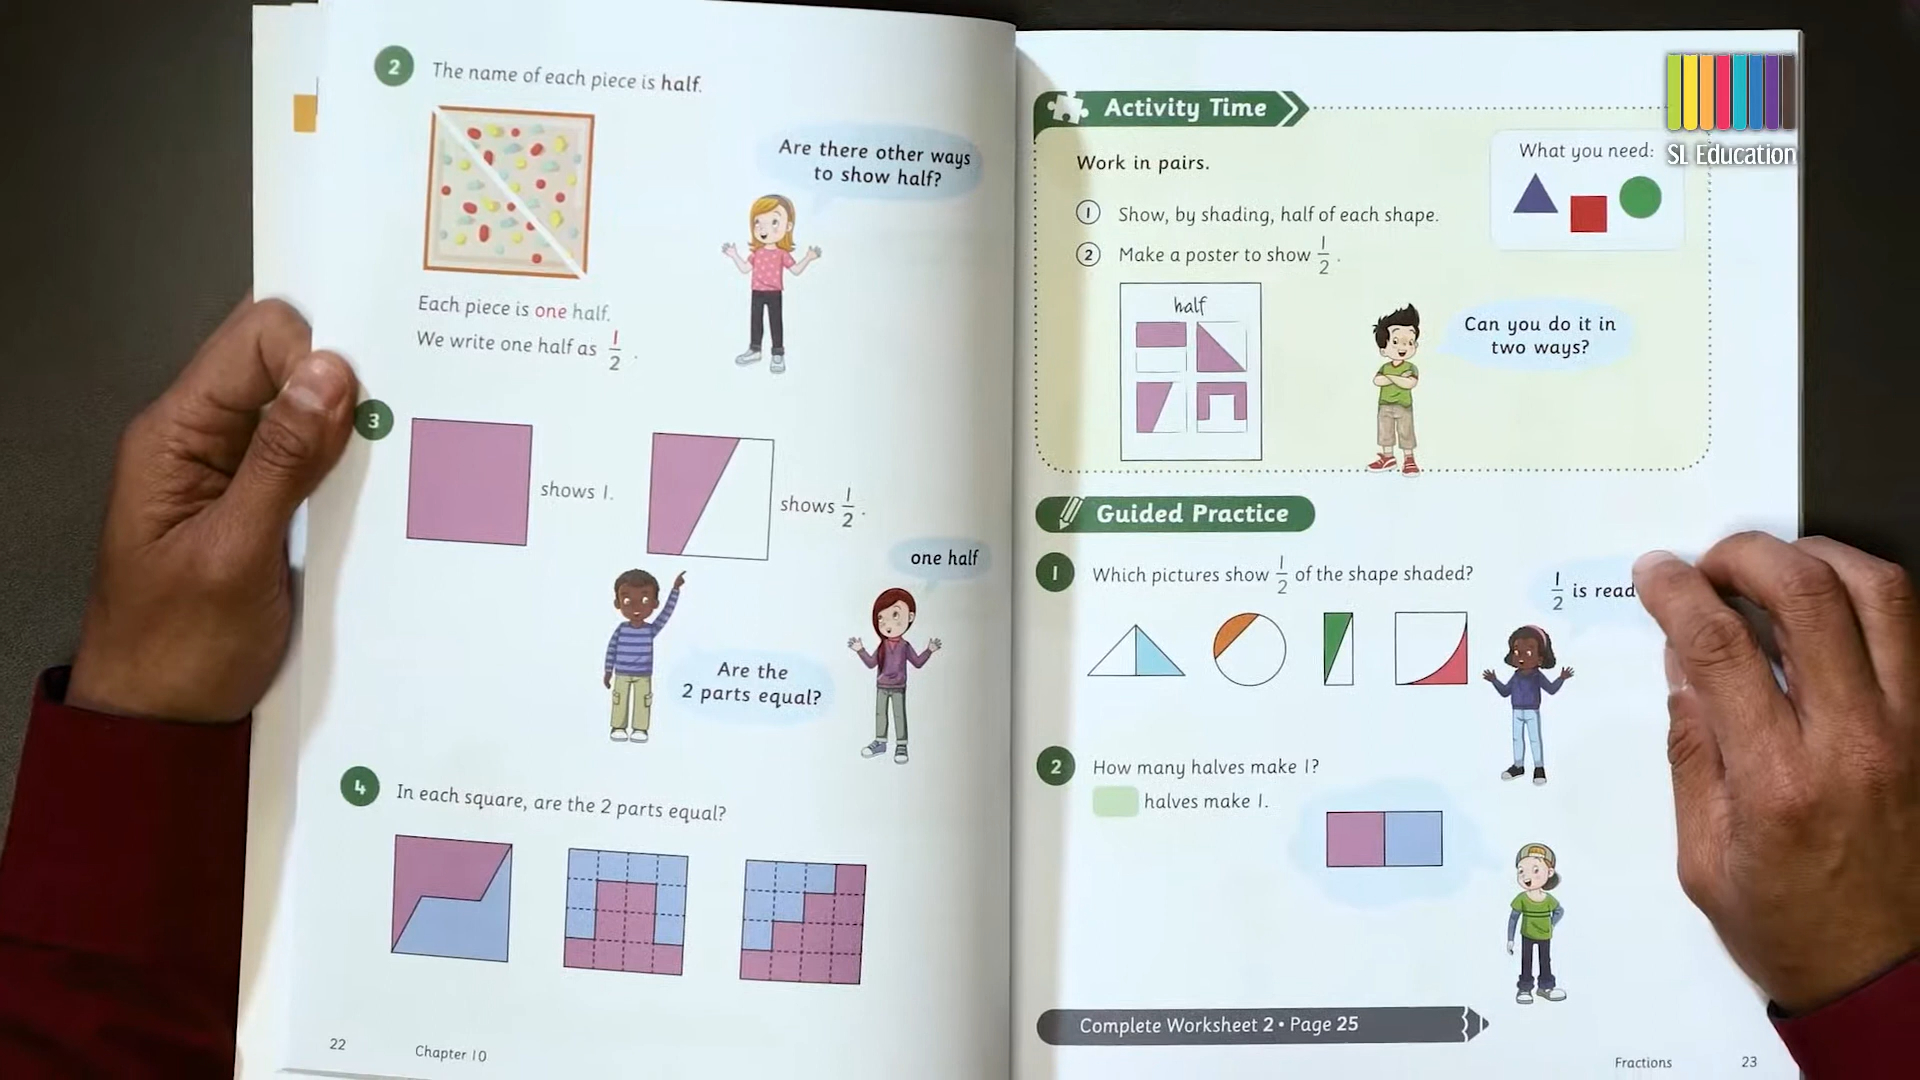 2
The name of each piece is half.
Are there other ways
to show half?
Each piece is one half.
We write one half as 1/2 .
3
shows 1.
shows 1/2 .
one half
Are the
2 parts equal?
4
In each square, are the 2 parts equal?
22
Chapter 10
Activity Time
Work in pairs.
What you need:
1 Show, by shading, half of each shape.
2 Make a poster to show 1/2 .
half
Can you do it in
two ways?
Guided Practice
1
Which pictures show 1/2 of the shape shaded?
1/2 is read
2
How many halves make 1?
halves make 1.
Complete Worksheet 2 • Page 25
Fractions
23
SL Education